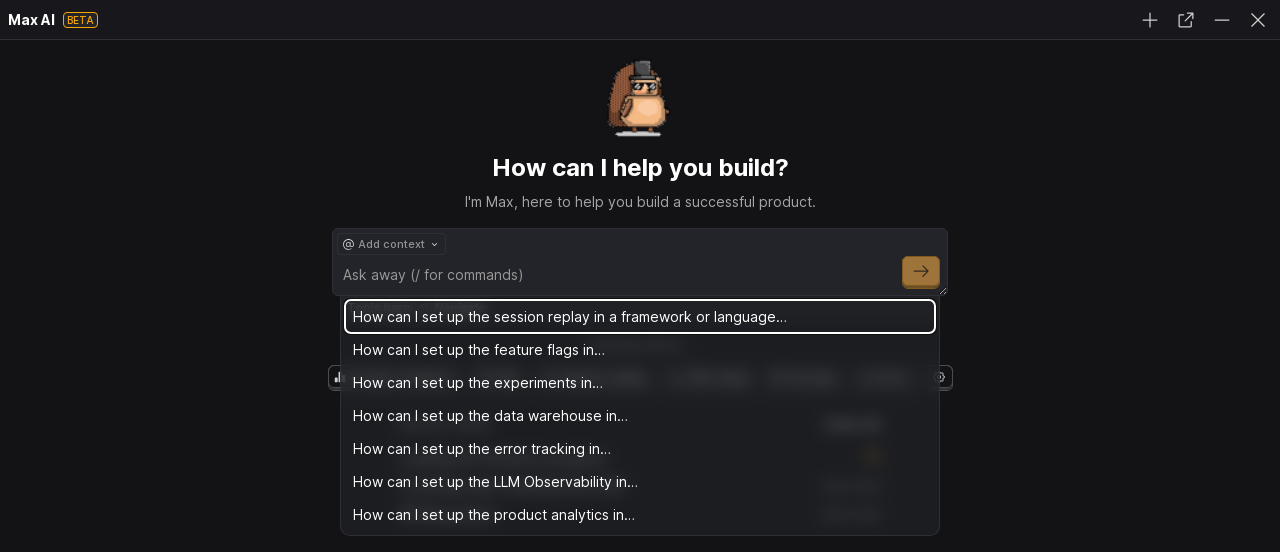 Max AI BETA
How can I help you build?
I'm Max, here to help you build a successful product.
@ Add context
Ask away (/ for commands)
How can I set up the session replay in a framework or language…
How can I set up the feature flags in…
How can I set up the experiments in…
How can I set up the data warehouse in…
How can I set up the error tracking in…
How can I set up the LLM Observability in…
How can I set up the product analytics in…